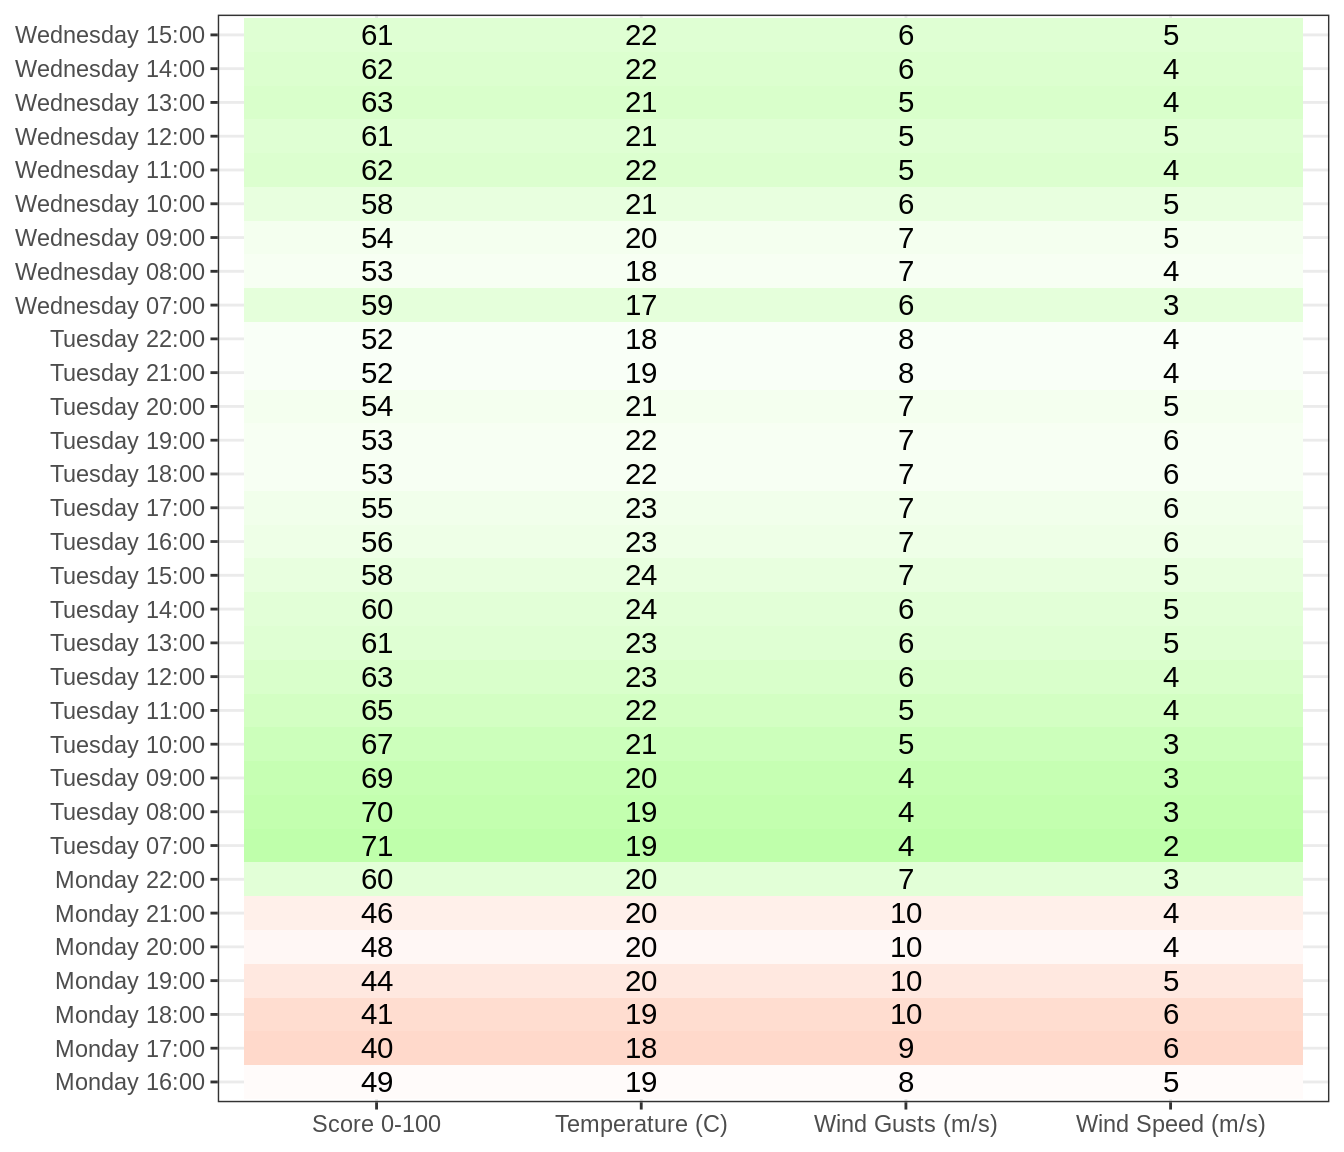 Wednesday 15:00 61 22 6 5
Wednesday 14:00 62 22 6 4
Wednesday 13:00 63 21 5 4
Wednesday 12:00 61 21 5 5
Wednesday 11:00 62 22 5 4
Wednesday 10:00 58 21 6 5
Wednesday 09:00 54 20 7 5
Wednesday 08:00 53 18 7 4
Wednesday 07:00 59 17 6 3
Tuesday 22:00 52 18 8 4
Tuesday 21:00 52 19 8 4
Tuesday 20:00 54 21 7 5
Tuesday 19:00 53 22 7 6
Tuesday 18:00 53 22 7 6
Tuesday 17:00 55 23 7 6
Tuesday 16:00 56 23 7 6
Tuesday 15:00 58 24 7 5
Tuesday 14:00 60 24 6 5
Tuesday 13:00 61 23 6 5
Tuesday 12:00 63 23 6 4
Tuesday 11:00 65 22 5 4
Tuesday 10:00 67 21 5 3
Tuesday 09:00 69 20 4 3
Tuesday 08:00 70 19 4 3
Tuesday 07:00 71 19 4 2
Monday 22:00 60 20 7 3
Monday 21:00 46 20 10 4
Monday 20:00 48 20 10 4
Monday 19:00 44 20 10 5
Monday 18:00 41 19 10 6
Monday 17:00 40 18 9 6
Monday 16:00 49 19 8 5
Score 0-100 Temperature (C) Wind Gusts (m/s) Wind Speed (m/s)